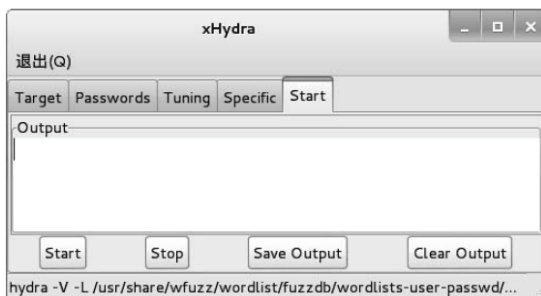 xHydra
退出(Q)
Target Passwords Tuning Specific Start
Output
Start Stop Save Output Clear Output
hydra -V -L /usr/share/wfuzz/wordlist/fuzzdb/wordlists-user-passwd/...